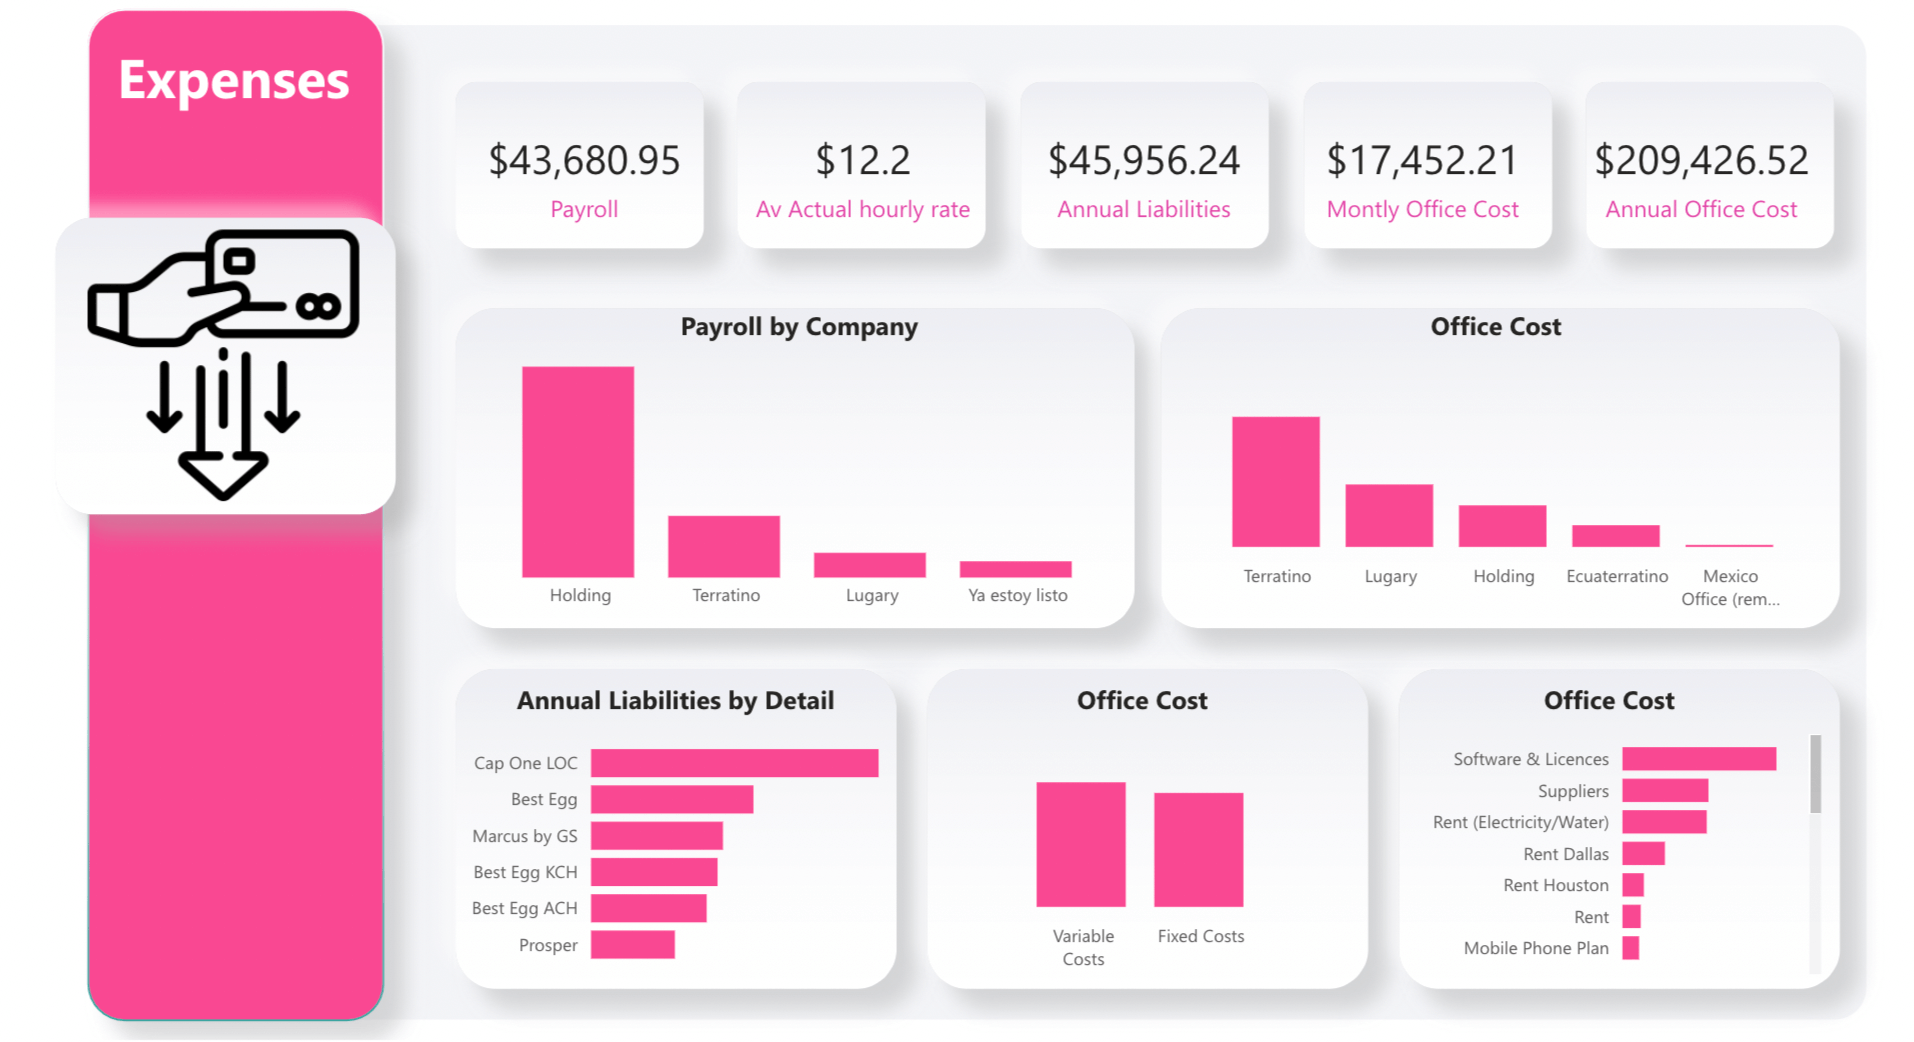 Expenses
$43,680.95
Payroll
$12.2
Av Actual hourly rate
$45,956.24
Annual Liabilities
$17,452.21
Montly Office Cost
$209,426.52
Annual Office Cost
Payroll by Company
Holding
Terratino
Lugary
Ya estoy listo
Office Cost
Terratino
Lugary
Holding
Ecuaterratino
Mexico
Office (rem...
Annual Liabilities by Detail
Cap One LOC
Best Egg
Marcus by GS
Best Egg KCH
Best Egg ACH
Prosper
Office Cost
Variable
Costs
Fixed Costs
Office Cost
Software & Licences
Suppliers
Rent (Electricity/Water)
Rent Dallas
Rent Houston
Rent
Mobile Phone Plan